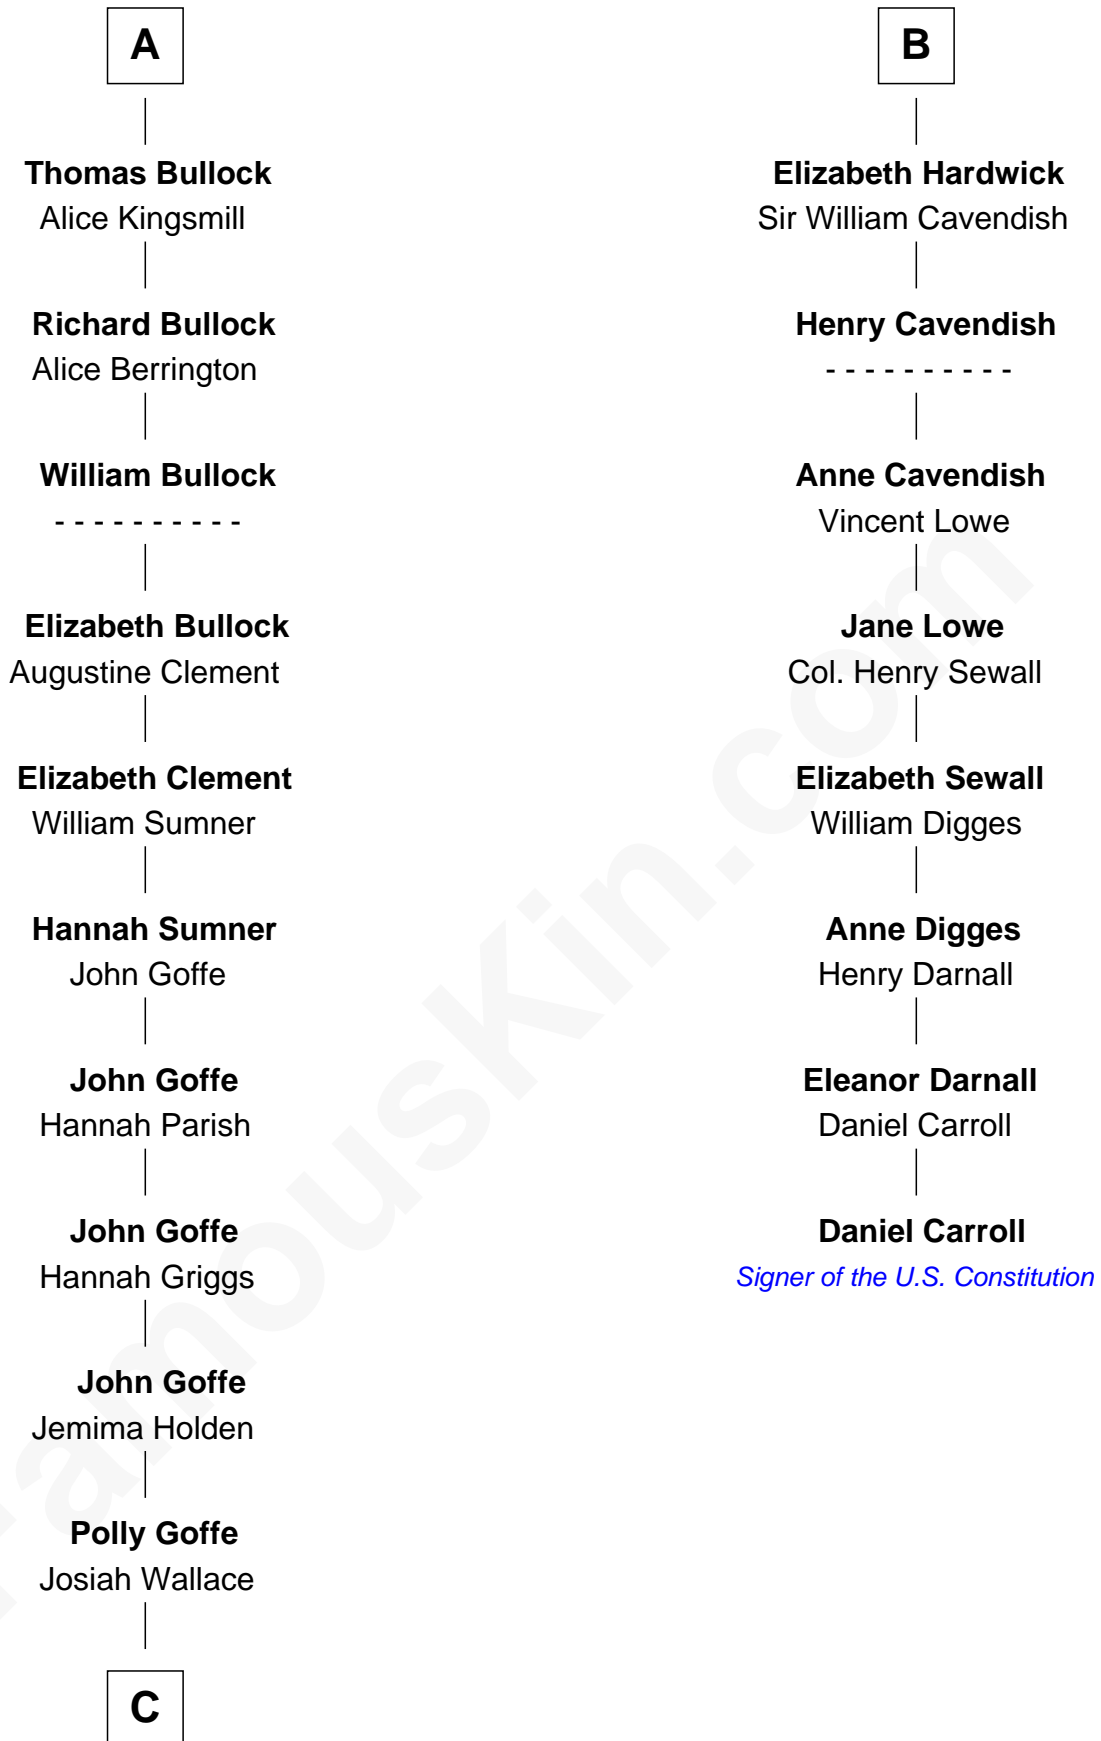 A
Thomas Bullock
Alice Kingsmill
Richard Bullock
Alice Berrington
William Bullock
- - - - - - - - - -
Elizabeth Bullock
Augustine Clement
Elizabeth Clement
William Sumner
Hannah Sumner
John Goffe
John Goffe
Hannah Parish
John Goffe
Hannah Griggs
John Goffe
Jemima Holden
Polly Goffe
Josiah Wallace
C
B
Elizabeth Hardwick
Sir William Cavendish
Henry Cavendish
- - - - - - - - - -
Anne Cavendish
Vincent Lowe
Jane Lowe
Col. Henry Sewall
Elizabeth Sewall
William Digges
Anne Digges
Henry Darnall
Eleanor Darnall
Daniel Carroll
Daniel Carroll
Signer of the U.S. Constitution
FamousKin.com